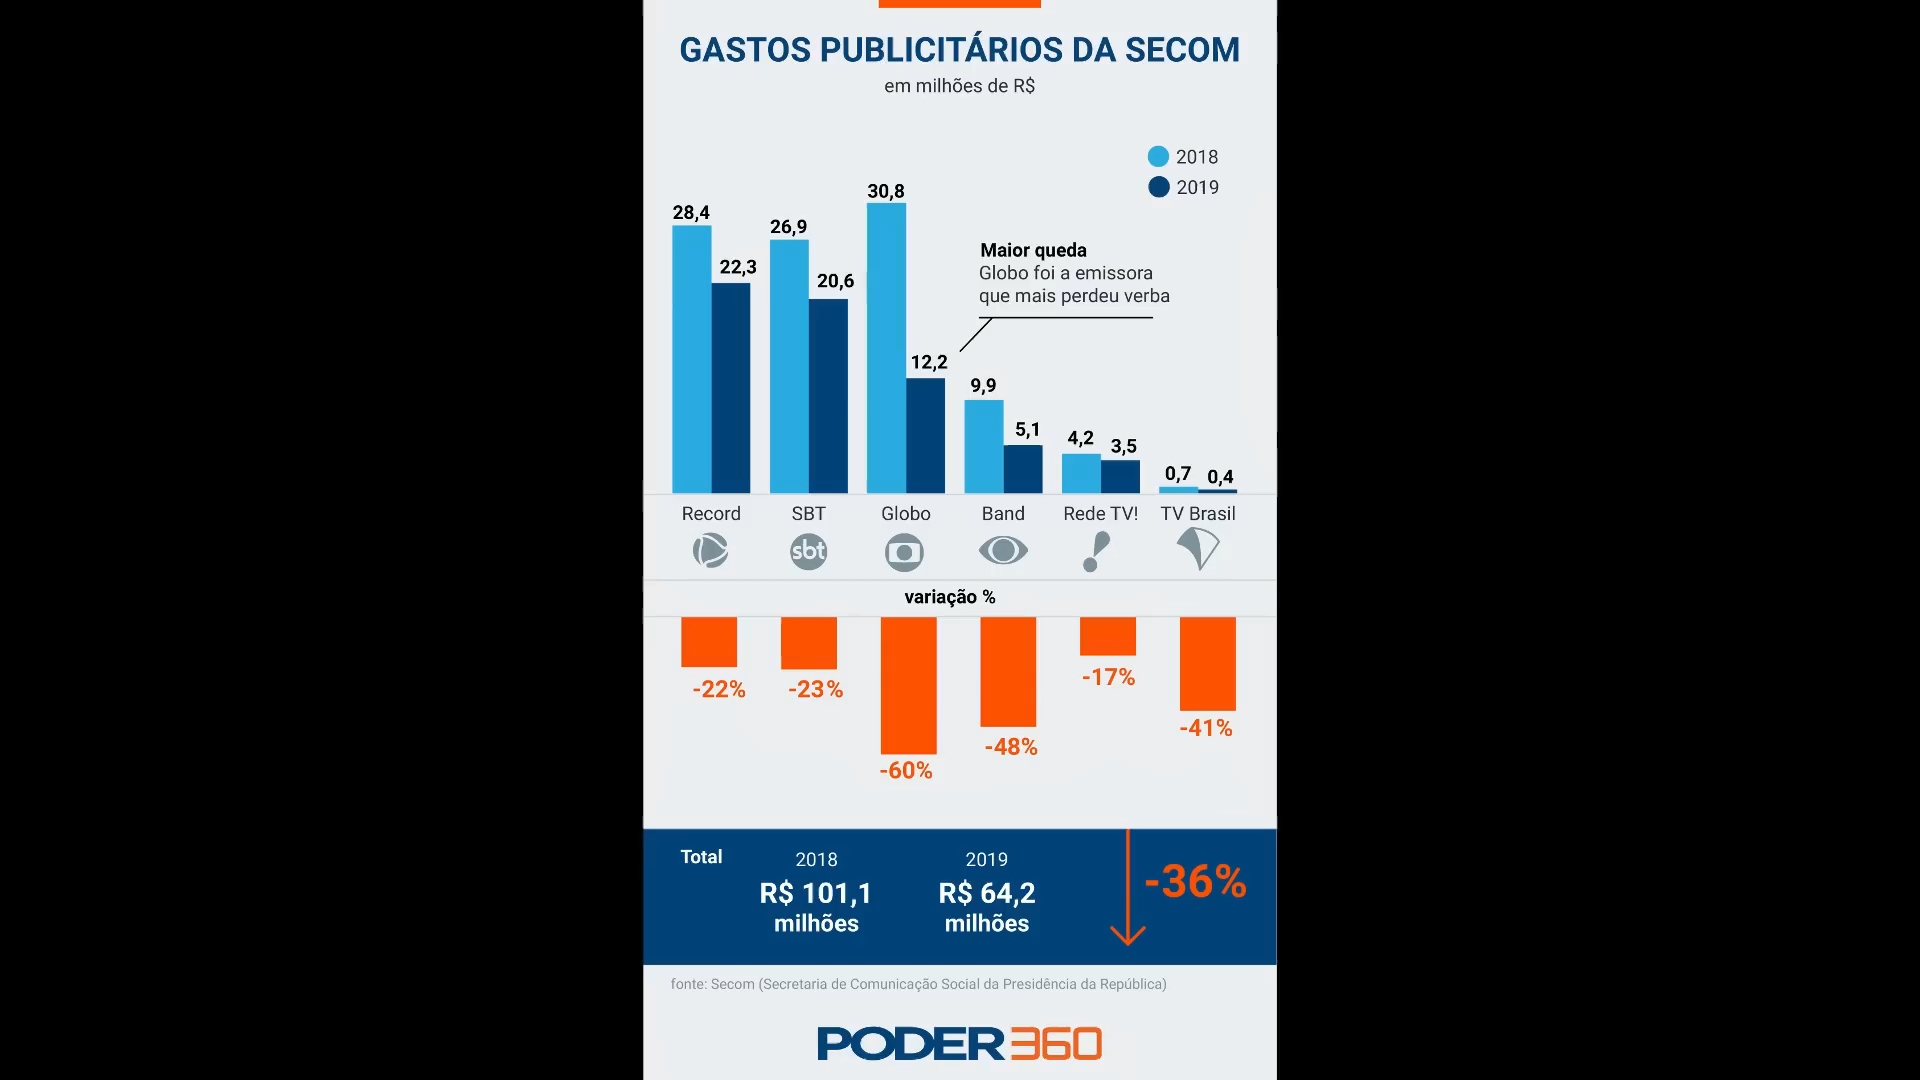 GASTOS PUBLICITÁRIOS DA SECOM
em milhões de R$
2018
2019
30,8
28,4
26,9
22,3
20,6
Maior queda
Globo foi a emissora
que mais perdeu verba
12,2
9,9
5,1
4,2
3,5
0,7
0,4
Record SBT Globo Band Rede TV! TV Brasil
sbt
variação %
-22% -23% -60% -48% -17% -41%
Total 2018 2019
R$ 101,1 R$ 64,2
milhões milhões
-36%
fonte: Secom (Secretaria de Comunicação Social da Presidência da República)
PODER360